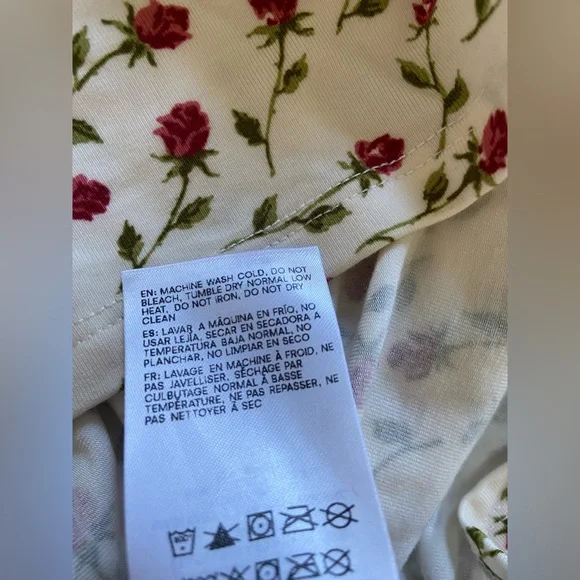 EN: MACHINE WASH COLD, DO NOT
BLEACH, TUMBLE DRY NORMAL LOW
HEAT. DO NOT IRON, DO NOT DRY
CLEAN
ES: LAVAR A MÁQUINA EN FRÍO, NO
USAR LEJÍA, SECAR EN SECADORA A
TEMPERATURA BAJA NORMAL, NO
PLANCHAR, NO LIMPIAR EN SECO
FR: LAVAGE EN MACHINE À FROID, NE
PAS JAVELLISER, SÉCHAGE PAR
CULBUTAGE NORMAL À BASSE
TEMPÉRATURE, NE PAS REPASSER, NE
PAS NETTOYER À SEC